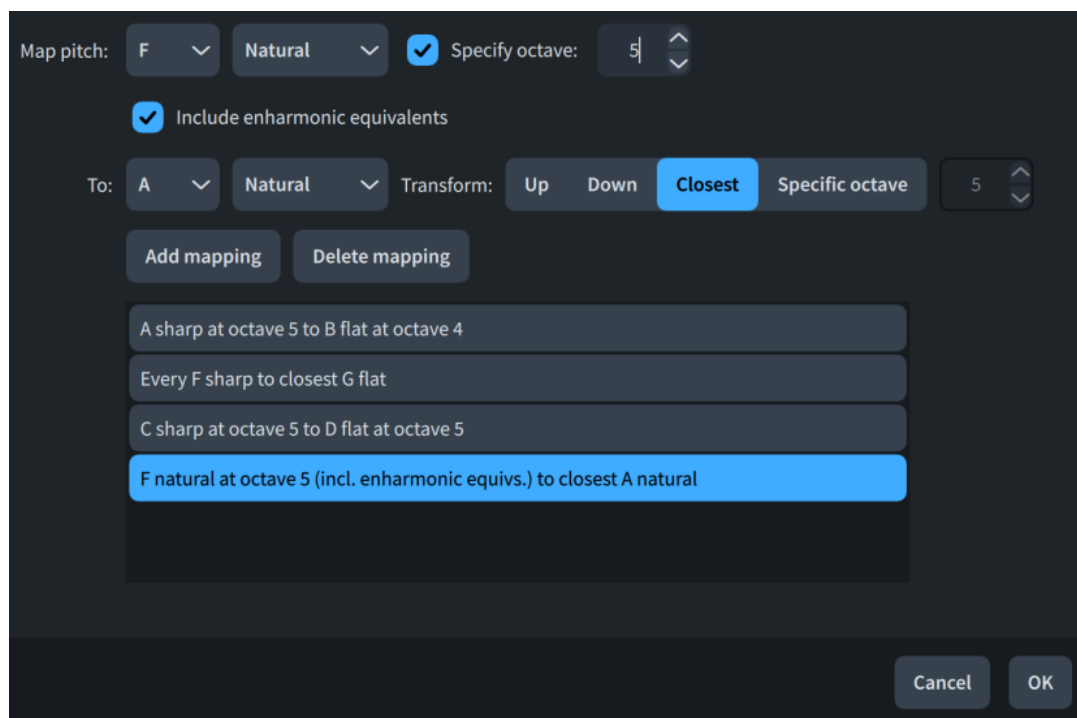 Map pitch: F Natural Specify octave: 5
Include enharmonic equivalents
To: A Natural Transform: Up Down Closest Specific octave 5
Add mapping Delete mapping
A sharp at octave 5 to B flat at octave 4
Every F sharp to closest G flat
C sharp at octave 5 to D flat at octave 5
F natural at octave 5 (incl. enharmonic equivs.) to closest A natural
Cancel OK